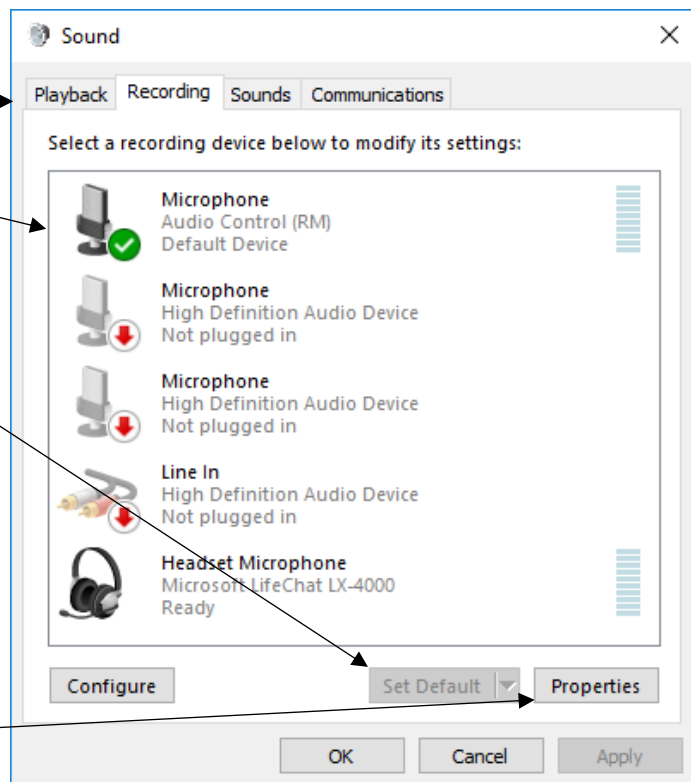 Sound
Playback Recording Sounds Communications
Select a recording device below to modify its settings:
Microphone
Audio Control (RM)
Default Device
Microphone
High Definition Audio Device
Not plugged in
Microphone
High Definition Audio Device
Not plugged in
Line In
High Definition Audio Device
Not plugged in
Headset Microphone
Microsoft LifeChat LX-4000
Ready
Configure Set Default Properties
OK Cancel Apply